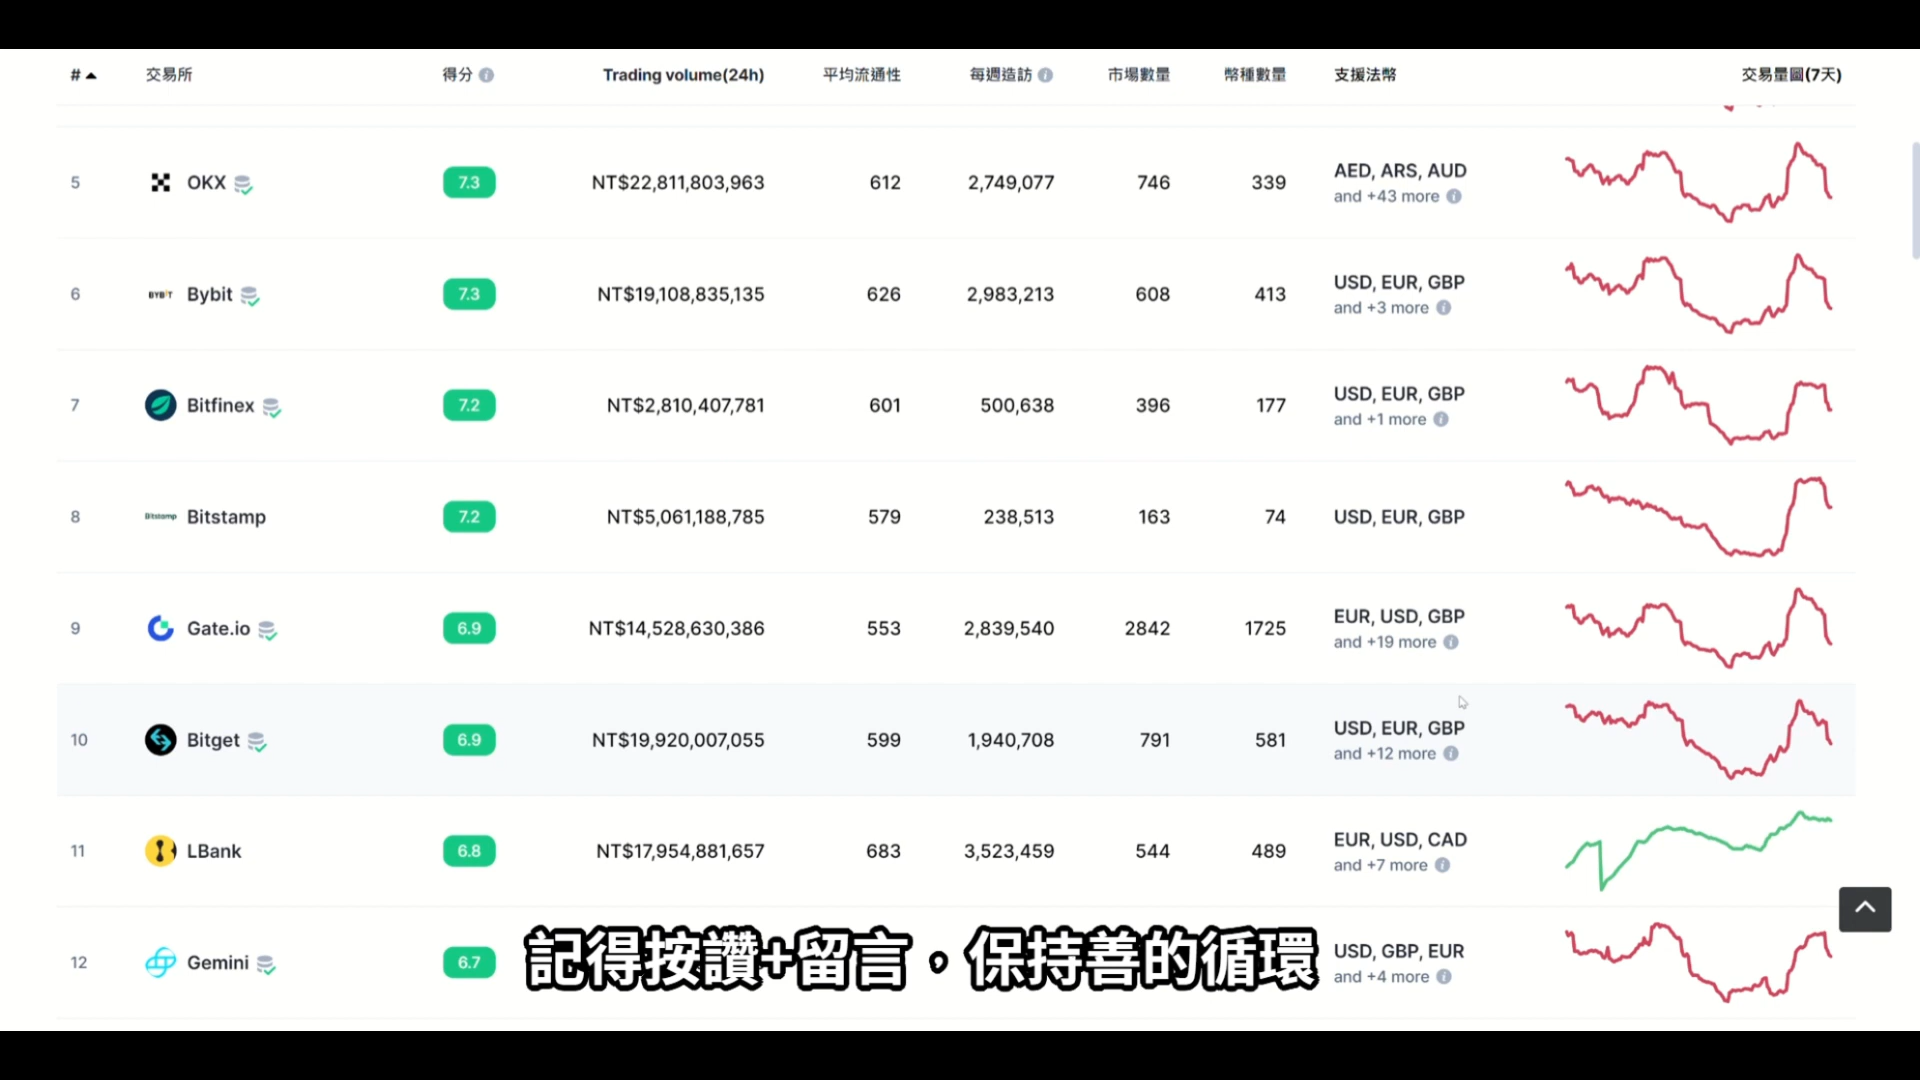 # 交易所 得分 Trading volume(24h) 平均流通性 每週造訪 市場數量 幣種數量 支援法幣 交易量圖(7天)
5 OKX 7.3 NT$22,811,803,963 612 2,749,077 746 339 AED, ARS, AUD
and +43 more
6 BYBIT Bybit 7.3 NT$19,108,835,135 626 2,983,213 608 413 USD, EUR, GBP
and +3 more
7 Bitfinex 7.2 NT$2,810,407,781 601 500,638 396 177 USD, EUR, GBP
and +1 more
8 Bitstamp Bitstamp 7.2 NT$5,061,188,785 579 238,513 163 74 USD, EUR, GBP
9 Gate.io 6.9 NT$14,528,630,386 553 2,839,540 2842 1725 EUR, USD, GBP
and +19 more
10 Bitget 6.9 NT$19,920,007,055 599 1,940,708 791 581 USD, EUR, GBP
and +12 more
11 LBank 6.8 NT$17,954,881,657 683 3,523,459 544 489 EUR, USD, CAD
and +7 more
12 Gemini 6.7 USD, GBP, EUR
and +4 more
記得按讚+留言。保持善的循環